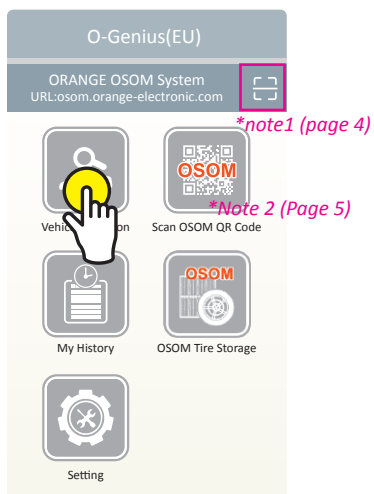 O-Genius(EU)
ORANGE OSOM System
URL:osom.orange-electronic.com
*note1 (page 4)
OSOM
*Note 2 (Page 5)
Scan OSOM QR Code
OSOM
My History
OSOM Tire Storage
Setting